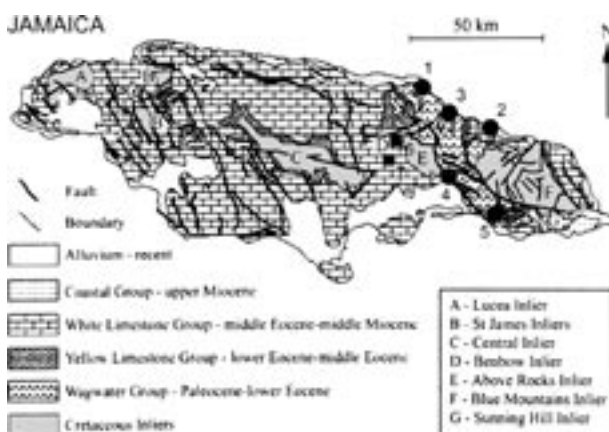 JAMAICA
50 km
N
1
3
2
A
B
C
E
F
4
5
Fault
Boundary
Alluvium - recent
Coastal Group - upper Miocene
White Limestone Group - middle Eocene-middle Miocene
Yellow Limestone Group - lower Eocene-middle Eocene
Wagwater Group - Paleocene-lower Eocene
Cretaceous Inliers
A - Lucea Inlier
B - St James Inliers
C - Central Inlier
D - Benbow Inlier
E - Above Rocks Inlier
F - Blue Mountains Inlier
G - Sunning Hill Inlier